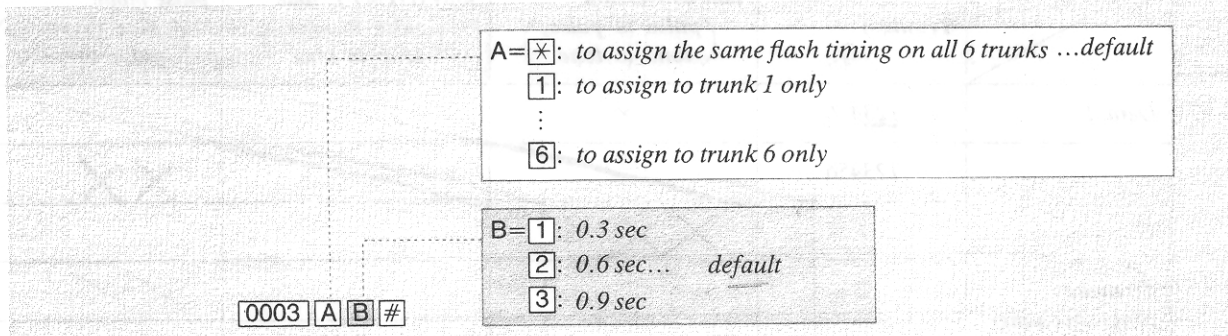 A=*: to assign the same flash timing on all 6 trunks ...default
1: to assign to trunk 1 only
⋮
6: to assign to trunk 6 only
B=1: 0.3 sec
2: 0.6 sec... default
3: 0.9 sec
0003 A B #